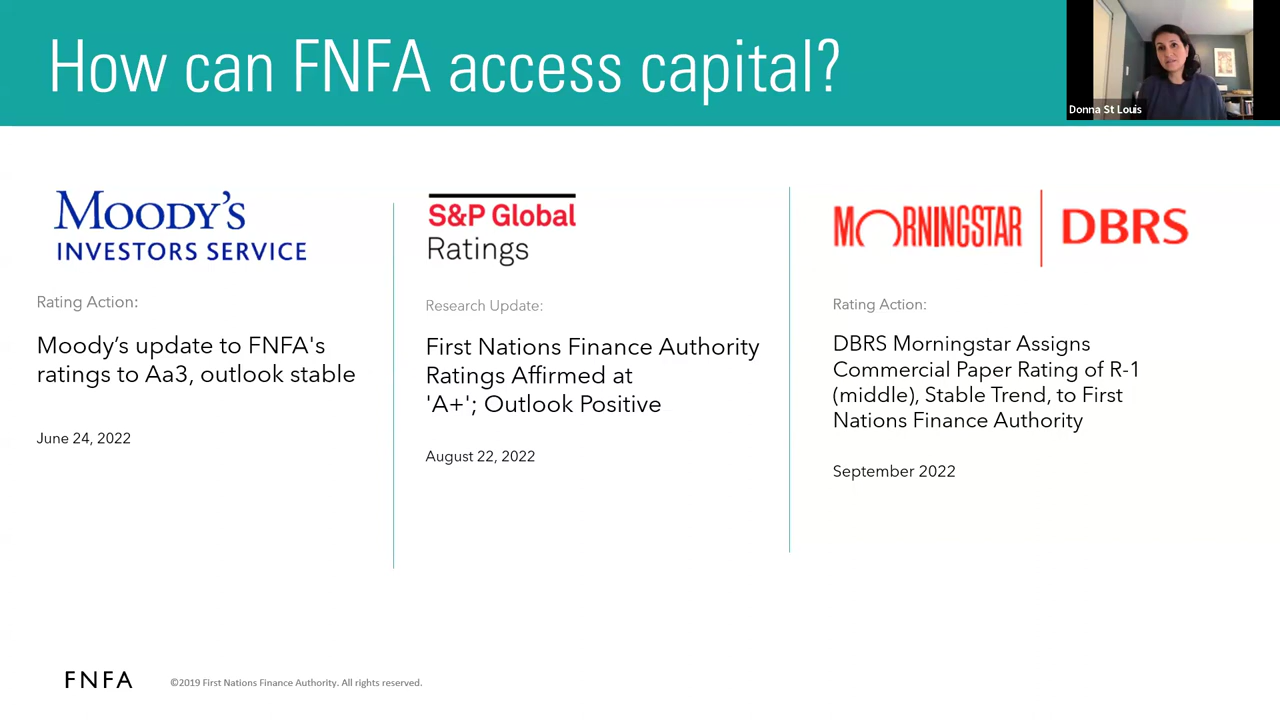 How can FNFA access capital?
Donna St Louis
MOODY'S
INVESTORS SERVICE
Rating Action:
Moody’s update to FNFA's
ratings to Aa3, outlook stable
June 24, 2022
S&P Global
Ratings
Research Update:
First Nations Finance Authority
Ratings Affirmed at
'A+'; Outlook Positive
August 22, 2022
MORNINGSTAR | DBRS
Rating Action:
DBRS Morningstar Assigns
Commercial Paper Rating of R-1
(middle), Stable Trend, to First
Nations Finance Authority
September 2022
FNFA
©2019 First Nations Finance Authority. All rights reserved.